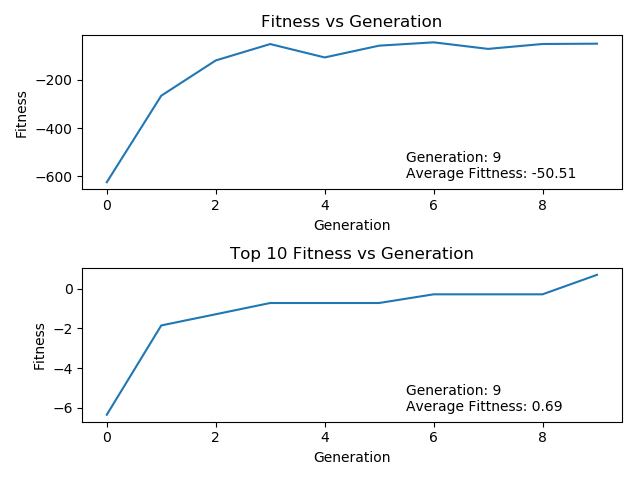 Fitness vs Generation
Fitness
−200
−400
−600
0 2 4 6 8
Generation: 9
Average Fittness: -50.51
Generation
Top 10 Fitness vs Generation
Fitness
0
−2
−4
−6
0 2 4 6 8
Generation: 9
Average Fittness: 0.69
Generation